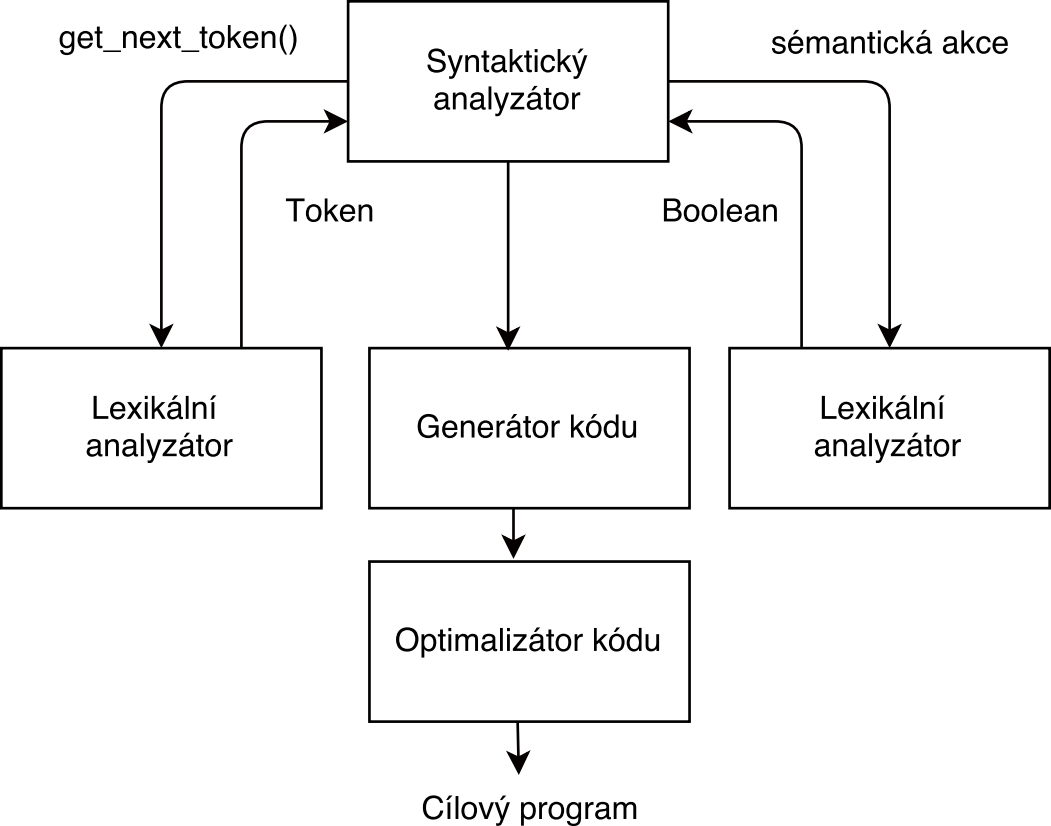 get_next_token()
Syntaktický
analyzátor
sémantická akce
Token
Boolean
Lexikální
analyzátor
Generátor kódu
Lexikální
analyzátor
Optimalizátor kódu
Cílový program